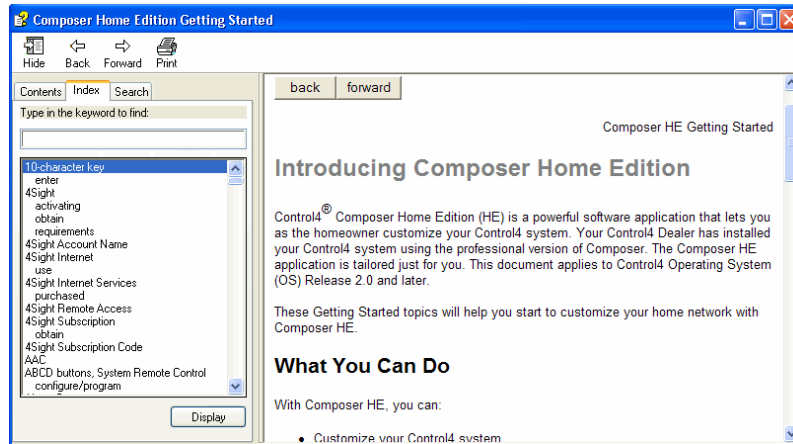 Composer Home Edition Getting Started
Hide Back Forward Print
Contents Index Search
Type in the keyword to find:
10-character key
enter
4Sight
activating
obtain
requirements
4Sight Account Name
4Sight Internet
use
4Sight Internet Services
purchased
4Sight Remote Access
4Sight Subscription
obtain
4Sight Subscription Code
AAC
ABCD buttons, System Remote Control
configure/program
Display
back forward
Composer HE Getting Started
Introducing Composer Home Edition
Control4® Composer Home Edition (HE) is a powerful software application that lets you
as the homeowner customize your Control4 system. Your Control4 Dealer has installed
your Control4 system using the professional version of Composer. The Composer HE
application is tailored just for you. This document applies to Control4 Operating System
(OS) Release 2.0 and later.
These Getting Started topics will help you start to customize your home network with
Composer HE.
What You Can Do
With Composer HE, you can:
• Customize your Control4 system